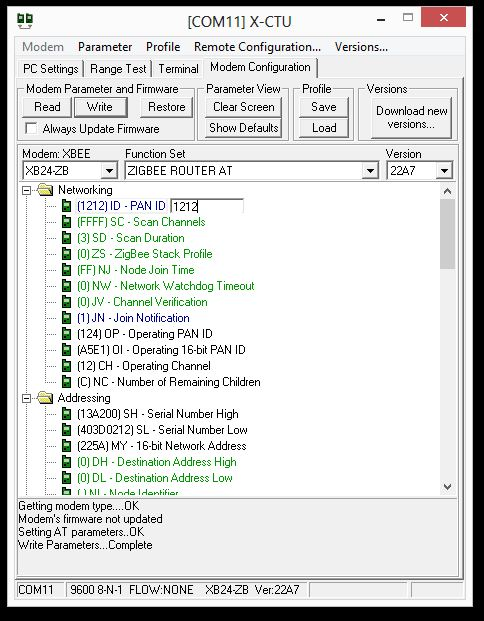 [COM11] X-CTU
Modem Parameter Profile Remote Configuration... Versions...
PC Settings Range Test Terminal Modem Configuration
Modem Parameter and Firmware Parameter View Profile Versions
Read Write Restore Clear Screen Save Download new versions...
Always Update Firmware Show Defaults Load
Modem: XBEE Function Set Version
XB24-ZB ZIGBEE ROUTER AT 22A7
Networking
(1212) ID - PAN ID 1212
(FFFF) SC - Scan Channels
(3) SD - Scan Duration
(0) ZS - ZigBee Stack Profile
(FF) NJ - Node Join Time
(0) NW - Network Watchdog Timeout
(0) JV - Channel Verification
(1) JN - Join Notification
(124) OP - Operating PAN ID
(A5E1) OI - Operating 16-bit PAN ID
(12) CH - Operating Channel
(C) NC - Number of Remaining Children
Addressing
(13A200) SH - Serial Number High
(403D0212) SL - Serial Number Low
(225A) MY - 16-bit Network Address
(0) DH - Destination Address High
(0) DL - Destination Address Low
( ) NI - Node Identifier
Getting modem type....OK
Modem's firmware not updated
Setting AT parameters..OK
Write Parameters...Complete
COM11 9600 8-N-1 FLOW:NONE XB24-ZB Ver:22A7